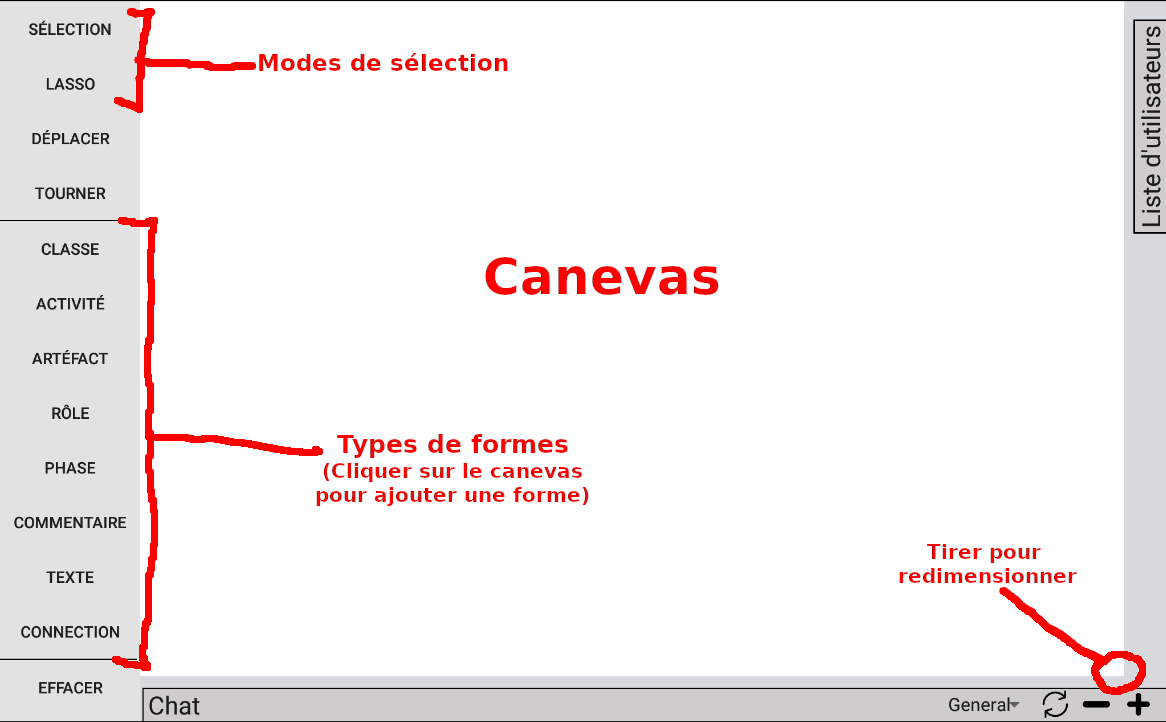 SÉLECTION
LASSO
DÉPLACER
TOURNER
CLASSE
ACTIVITÉ
ARTÉFACT
RÔLE
PHASE
COMMENTAIRE
TEXTE
CONNECTION
EFFACER
Modes de sélection
Canevas
Types de formes
(Cliquer sur le canevas
pour ajouter une forme)
Tirer pour
redimensionner
Liste d'utilisateurs
Chat
General